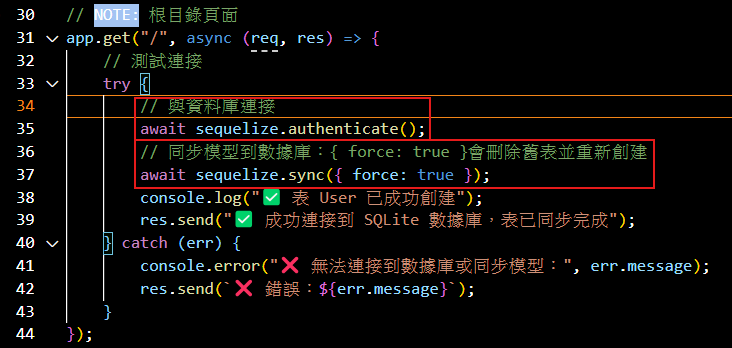 30 // NOTE: 根目錄頁面
31 app.get("/", async (req, res) => {
32 // 測試連接
33 try {
34 // 與資料庫連接
35 await sequelize.authenticate();
36 // 同步模型到數據庫：{ force: true }會刪除舊表並重新創建
37 await sequelize.sync({ force: true });
38 console.log("✅ 表 User 已成功創建");
39 res.send("✅ 成功連接到 SQLite 數據庫，表已同步完成");
40 } catch (err) {
41 console.error("❌ 無法連接到數據庫或同步模型：", err.message);
42 res.send(`❌ 錯誤：${err.message}`);
43 }
44 });